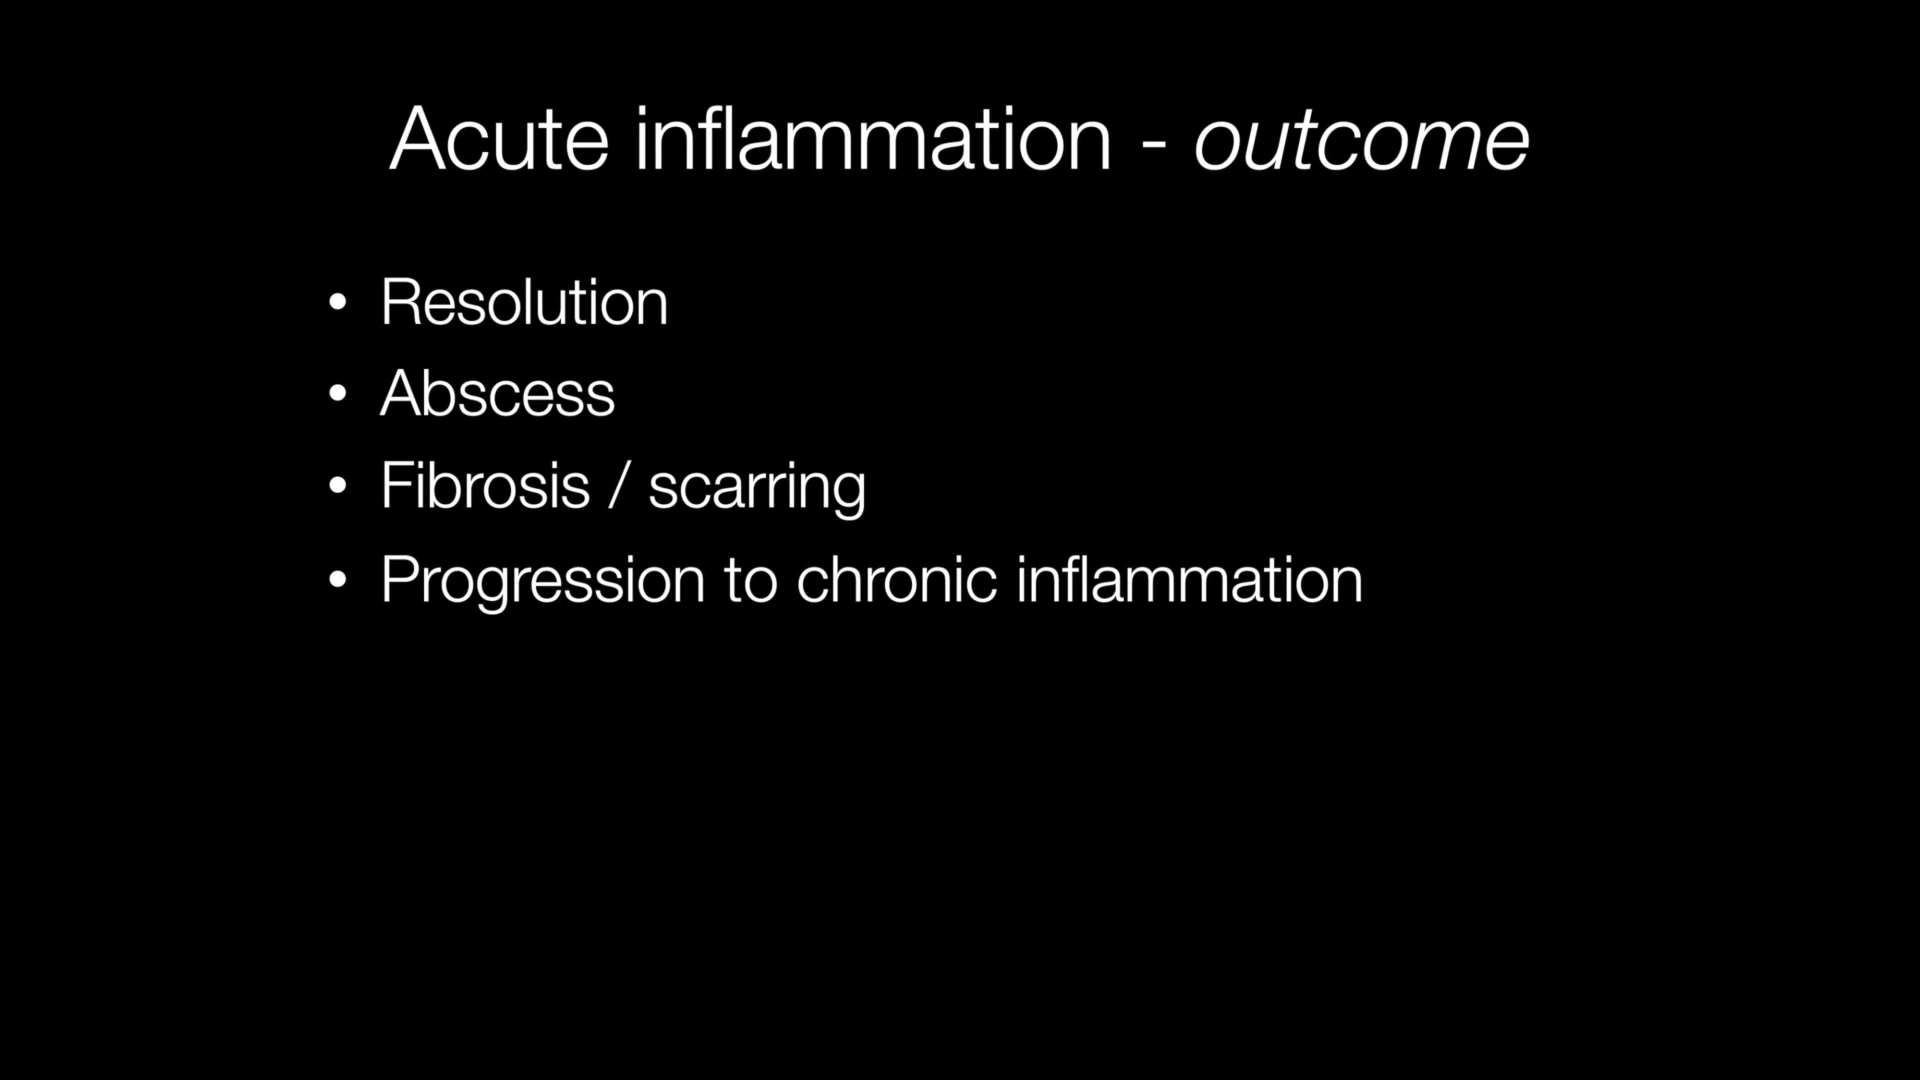 Acute inflammation - outcome
• Resolution
• Abscess
• Fibrosis / scarring
• Progression to chronic inflammation